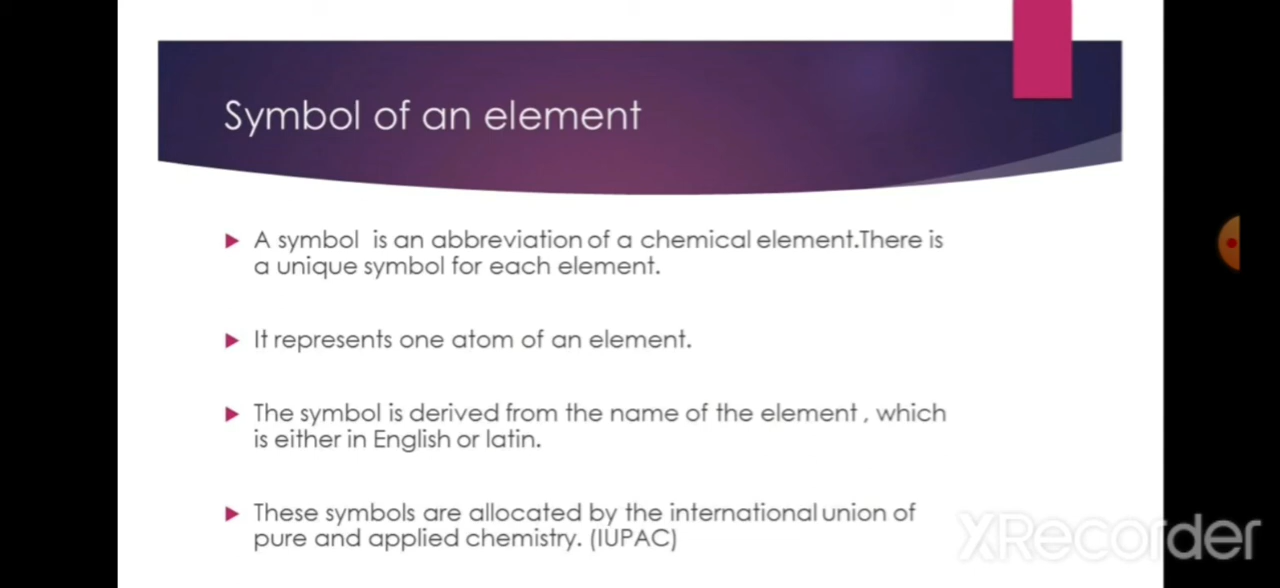 Symbol of an element
A symbol is an abbreviation of a chemical element.There is
a unique symbol for each element.
It represents one atom of an element.
The symbol is derived from the name of the element , which
is either in English or latin.
These symbols are allocated by the international union of
pure and applied chemistry. (IUPAC)
XRecorder